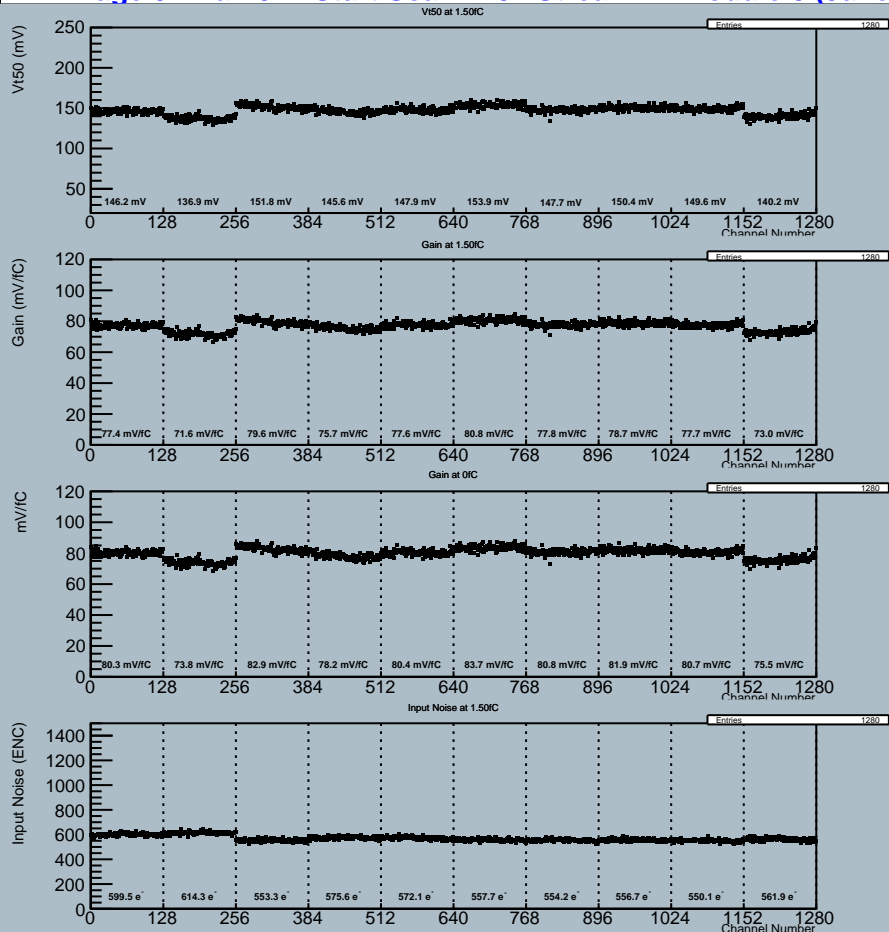 Vt50 at 1.50fC
Entries 1280
Vt50 (mV)
250
200
150
100
50
146.2 mV 136.9 mV 151.8 mV 145.6 mV 147.9 mV 153.9 mV 147.7 mV 150.4 mV 149.6 mV 140.2 mV
0 128 256 384 512 640 768 896 1024 1152 1280
Channel Number
Gain at 1.50fC
Entries 1280
Gain (mV/fC)
120
100
80
60
40
20
0
77.4 mV/fC 71.6 mV/fC 79.6 mV/fC 75.7 mV/fC 77.6 mV/fC 80.8 mV/fC 77.8 mV/fC 78.7 mV/fC 77.7 mV/fC 73.0 mV/fC
0 128 256 384 512 640 768 896 1024 1152 1280
Channel Number
Gain at 0fC
Entries 1280
mV/fC
120
100
80
60
40
20
0
80.3 mV/fC 73.8 mV/fC 82.9 mV/fC 78.2 mV/fC 80.4 mV/fC 83.7 mV/fC 80.8 mV/fC 81.9 mV/fC 80.7 mV/fC 75.5 mV/fC
0 128 256 384 512 640 768 896 1024 1152 1280
Channel Number
Input Noise at 1.50fC
Entries 1280
Input Noise (ENC)
1400
1200
1000
800
600
400
200
0
599.5 e⁻ 614.3 e⁻ 553.3 e⁻ 575.6 e⁻ 572.1 e⁻ 557.7 e⁻ 554.2 e⁻ 556.7 e⁻ 550.1 e⁻ 561.9 e⁻
0 128 256 384 512 640 768 896 1024 1152 1280
Channel Number